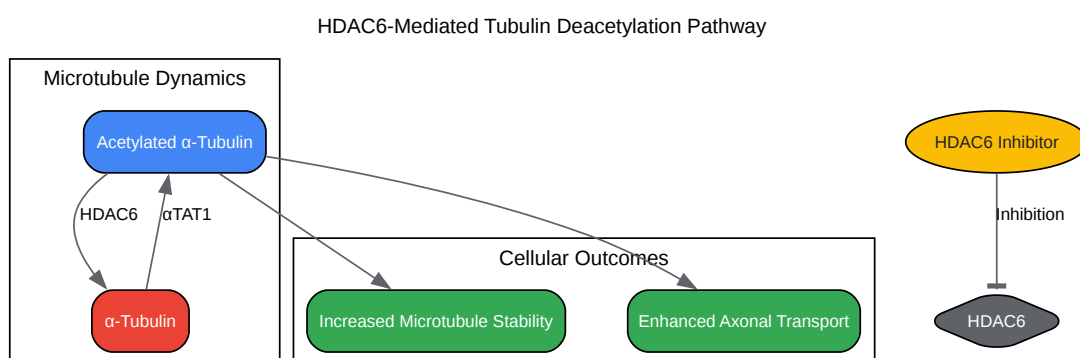 HDAC6-Mediated Tubulin Deacetylation Pathway
Microtubule Dynamics
Acetylated α-Tubulin
HDAC6 Inhibitor
HDAC6
αTAT1
Inhibition
Cellular Outcomes
α-Tubulin
Increased Microtubule Stability
Enhanced Axonal Transport
HDAC6